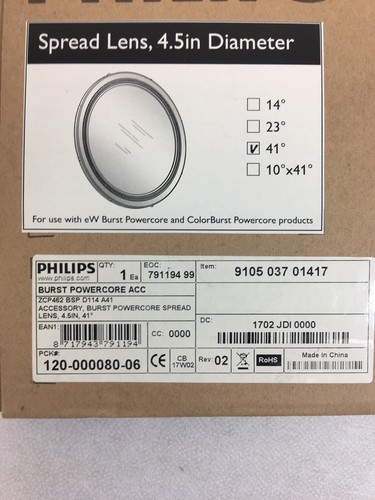 PHILIPS
Spread Lens, 4.5in Diameter
14°
23°
41°
10°x41°
For use with eW Burst Powercore and ColorBurst Powercore products
PHILIPS
www.philips.com
QTY:
1 Ea
EOC:
791194 99
Item:
9105 037 01417
BURST POWERCORE ACC
ZCP462 BSP D114 A41
ACCESSORY, BURST POWERCORE SPREAD
LENS, 4.5IN, 41°
EAN1:
8 717943 791194
CC: 0000
DC:
1702 JDI 0000
PCK#:
120-000080-06
CE
CB
17W02
Rev: 02
RoHS
Made in China